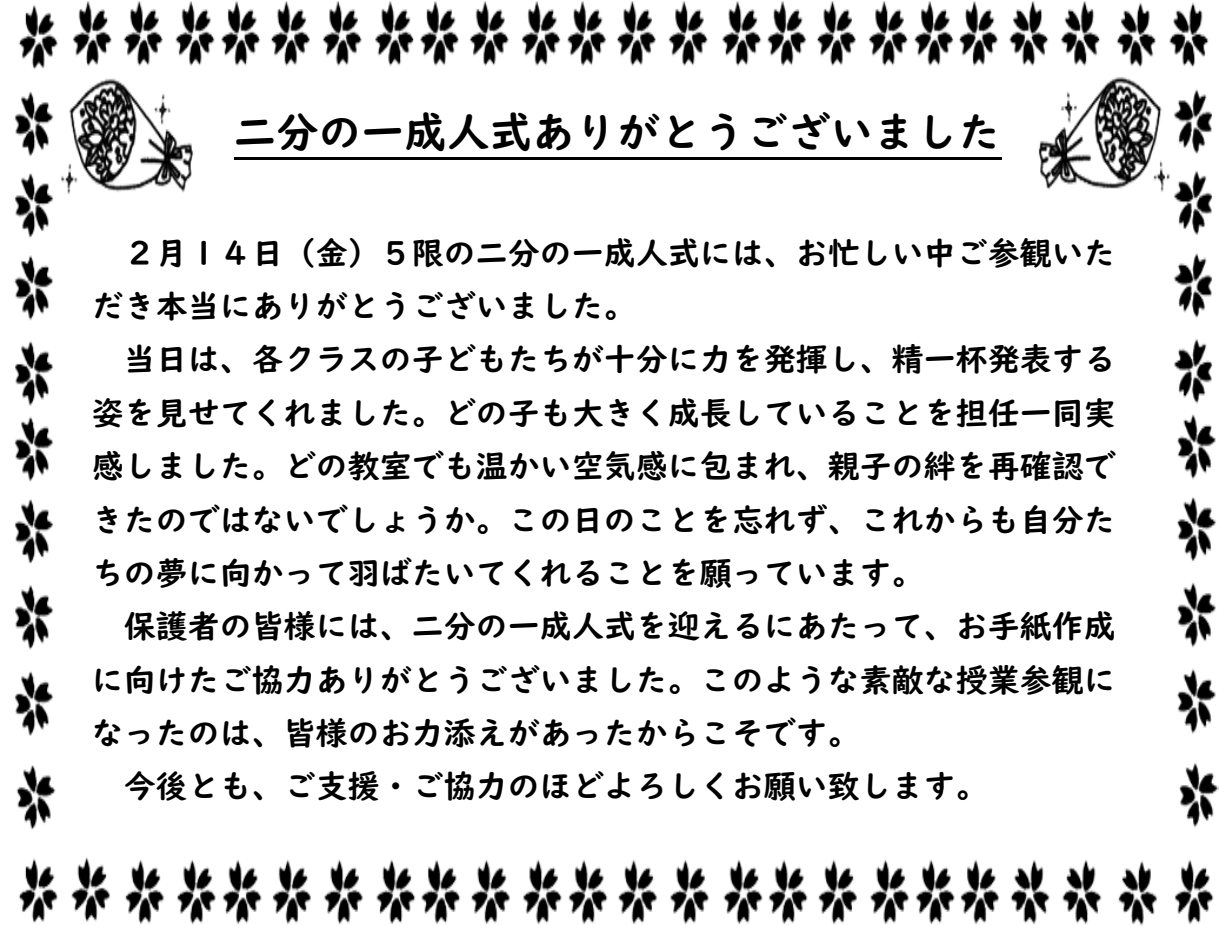 二分の一成人式ありがとうございました
２月１４日（金）５限の二分の一成人式には、お忙しい中ご参観いた
だき本当にありがとうございました。
当日は、各クラスの子どもたちが十分に力を発揮し、精一杯発表する
姿を見せてくれました。どの子も大きく成長していることを担任一同実
感しました。どの教室でも温かい空気感に包まれ、親子の絆を再確認で
きたのではないでしょうか。この日のことを忘れず、これからも自分た
ちの夢に向かって羽ばたいてくれることを願っています。
保護者の皆様には、二分の一成人式を迎えるにあたって、お手紙作成
に向けたご協力ありがとうございました。このような素敵な授業参観に
なったのは、皆様のお力添えがあったからこそです。
今後とも、ご支援・ご協力のほどよろしくお願い致します。